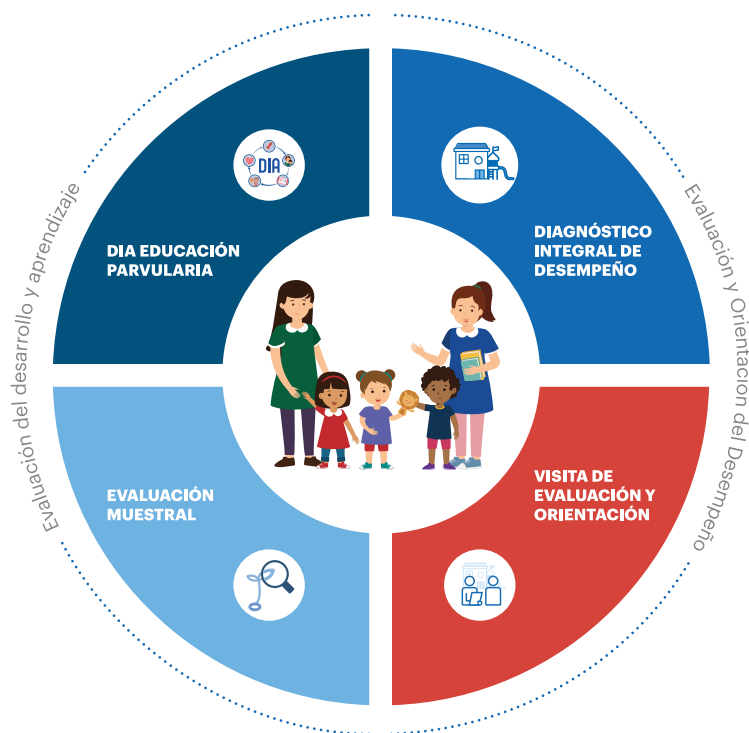 Evaluación del desarrollo y aprendizaje
DIA
DIA EDUCACIÓN
PARVULARIA
DIAGNÓSTICO
INTEGRAL DE
DESEMPEÑO
Evaluación y Orientación del Desempeño
EVALUACIÓN
MUESTRAL
VISITA DE
EVALUACIÓN Y
ORIENTACIÓN